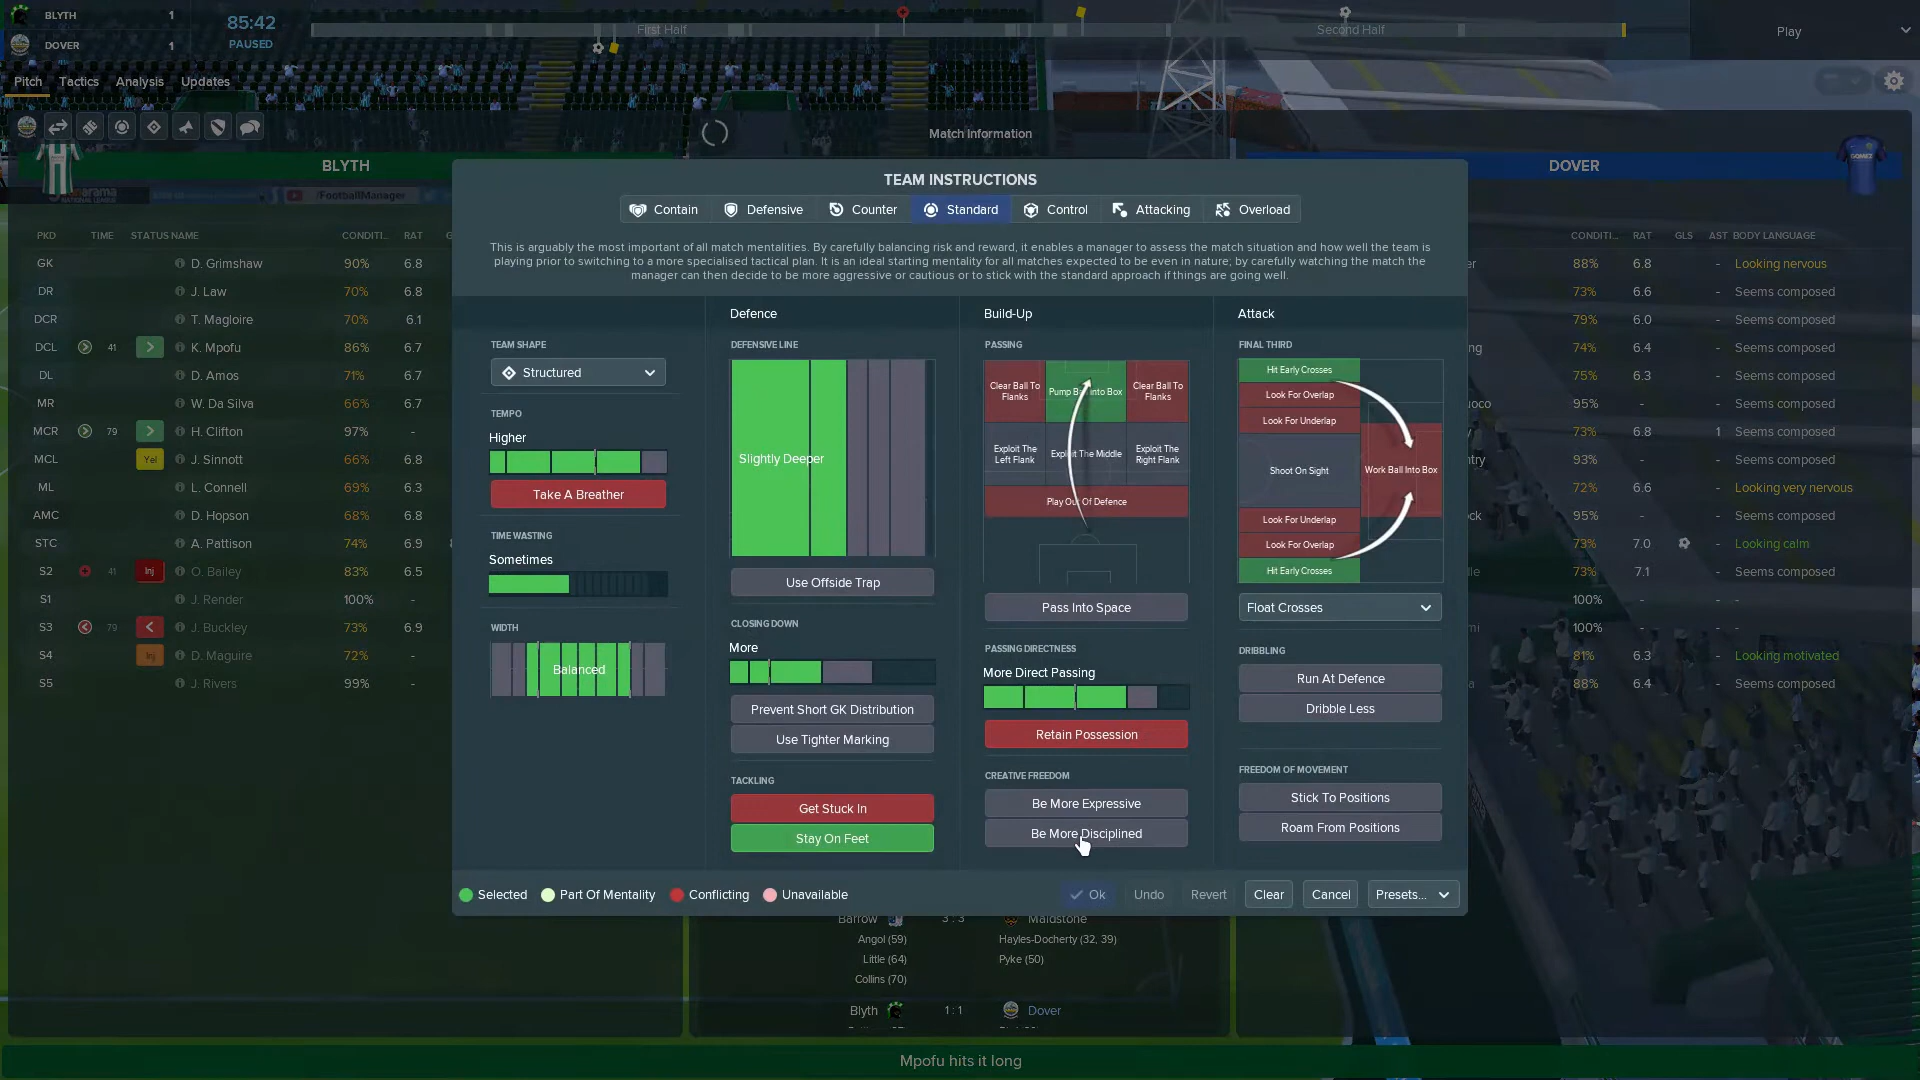 BLYTH 1
DOVER 1
85:42
PAUSED
First Half
Second Half
Play
Pitch Tactics Analysis Updates
Match Information
BLYTH
DOVER
GOMEZ
NATIONAL LEAGUE
/FootballManager
PKD TIME STATUS NAME CONDITI... RAT
GK D. Grimshaw 90% 6.8
DR J. Law 70% 6.8
DCR T. Magloire 70% 6.1
DCL 41 K. Mpofu 86% 6.7
DL D. Amos 71% 6.7
MR W. Da Silva 66% 6.7
MCR 79 H. Clifton 97% -
MCL Yel J. Sinnott 66% 6.8
ML L. Connell 69% 6.3
AMC D. Hopson 68% 6.8
STC A. Pattison 74% 6.9
S2 41 Inj O. Bailey 83% 6.5
S1 J. Render 100% -
S3 79 J. Buckley 73% 6.9
S4 Inj D. Maguire 72% -
S5 J. Rivers 99% -
TEAM INSTRUCTIONS
Contain Defensive Counter Standard Control Attacking Overload
This is arguably the most important of all match mentalities. By carefully balancing risk and reward, it enables a manager to assess the match situation and how well the team is
playing prior to switching to a more specialised tactical plan. It is an ideal starting mentality for all matches expected to be even in nature; by carefully watching the match the
manager can then decide to be more aggressive or cautious or to stick with the standard approach if things are going well.
TEAM SHAPE
Structured
TEMPO
Higher
Take A Breather
TIME WASTING
Sometimes
WIDTH
Balanced
Defence
DEFENSIVE LINE
Slightly Deeper
Use Offside Trap
CLOSING DOWN
More
Prevent Short GK Distribution
Use Tighter Marking
TACKLING
Get Stuck In
Stay On Feet
Build-Up
PASSING
Clear Ball To
Flanks
Pump Ball Into Box
Clear Ball To
Flanks
Exploit The
Left Flank
Exploit The Middle
Exploit The
Right Flank
Play Out Of Defence
Pass Into Space
PASSING DIRECTNESS
More Direct Passing
Retain Possession
CREATIVE FREEDOM
Be More Expressive
Be More Disciplined
Attack
FINAL THIRD
Hit Early Crosses
Look For Overlap
Look For Underlap
Shoot On Sight
Work Ball Into Box
Look For Underlap
Look For Overlap
Hit Early Crosses
Float Crosses
DRIBBLING
Run At Defence
Dribble Less
FREEDOM OF MOVEMENT
Stick To Positions
Roam From Positions
Selected Part Of Mentality Conflicting Unavailable
Ok Undo Revert Clear Cancel Presets...
CONDITI... RAT GLS AST BODY LANGUAGE
88% 6.8 - Looking nervous
73% 6.6 - Seems composed
79% 6.0 - Seems composed
74% 6.4 - Seems composed
75% 6.3 - Seems composed
95% - - Seems composed
73% 6.8 1 Seems composed
93% - - Seems composed
72% 6.6 - Looking very nervous
95% - - Seems composed
73% 7.0 - Looking calm
73% 7.1 - Seems composed
100% - - -
100% - - -
81% 6.3 - Looking motivated
88% 6.4 - Seems composed
Barrow 3 : 3 Maidstone
Angol (59) Hayles-Docherty (32, 39)
Little (64) Pyke (50)
Collins (70)
Blyth 1 : 1 Dover
Mpofu hits it long